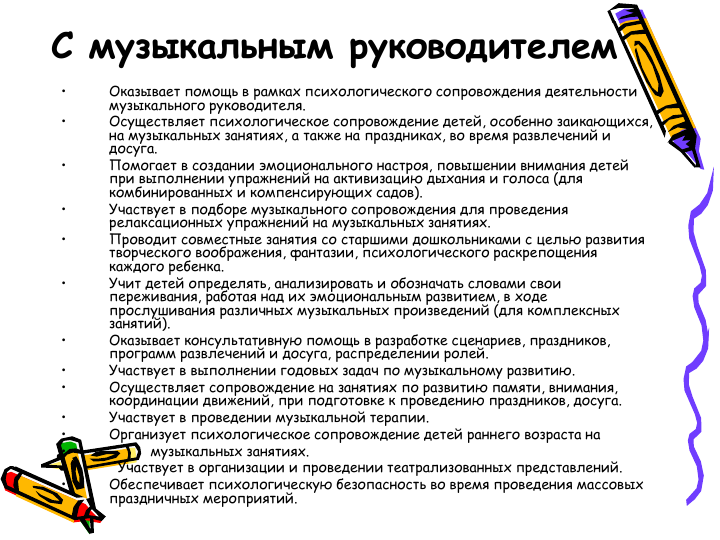 С музыкальным руководителем
• Оказывает помощь в рамках психологического сопровождения деятельности
музыкального руководителя.
• Осуществляет психологическое сопровождение детей, особенно заикающихся,
на музыкальных занятиях, а также на праздниках, во время развлечений и
досуга.
• Помогает в создании эмоционального настроя, повышении внимания детей
при выполнении упражнений на активизацию дыхания и голоса (для
комбинированных и компенсирующих садов).
• Участвует в подборе музыкального сопровождения для проведения
релаксационных упражнений на музыкальных занятиях.
• Проводит совместные занятия со старшими дошкольниками с целью развития
творческого воображения, фантазии, психологического раскрепощения
каждого ребенка.
• Учит детей определять, анализировать и обозначать словами свои
переживания, работая над их эмоциональным развитием, в ходе
прослушивания различных музыкальных произведений (для комплексных
занятий).
• Оказывает консультативную помощь в разработке сценариев, праздников,
программ развлечений и досуга, распределении ролей.
• Участвует в выполнении годовых задач по музыкальному развитию.
• Осуществляет сопровождение на занятиях по развитию памяти, внимания,
координации движений, при подготовке к проведению праздников, досуга.
• Участвует в проведении музыкальной терапии.
• Организует психологическое сопровождение детей раннего возраста на
музыкальных занятиях.
Участвует в организации и проведении театрализованных представлений.
• Обеспечивает психологическую безопасность во время проведения массовых
праздничных мероприятий.